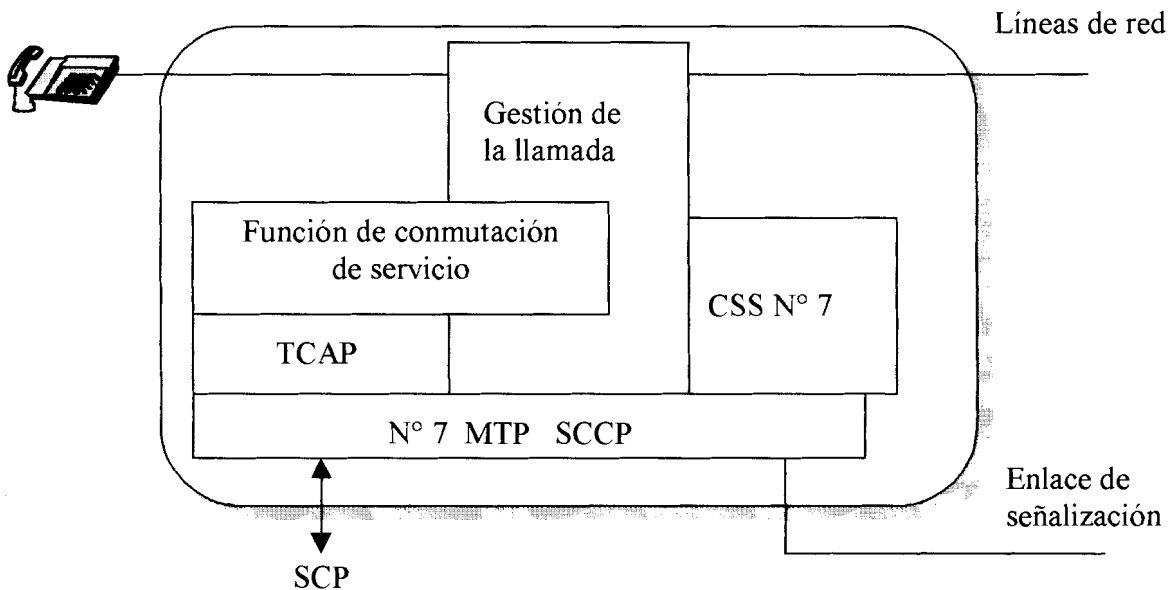 Líneas de red
Gestión de
la llamada
Función de conmutación
de servicio
CSS N° 7
TCAP
N° 7 MTP SCCP
Enlace de
señalización
SCP